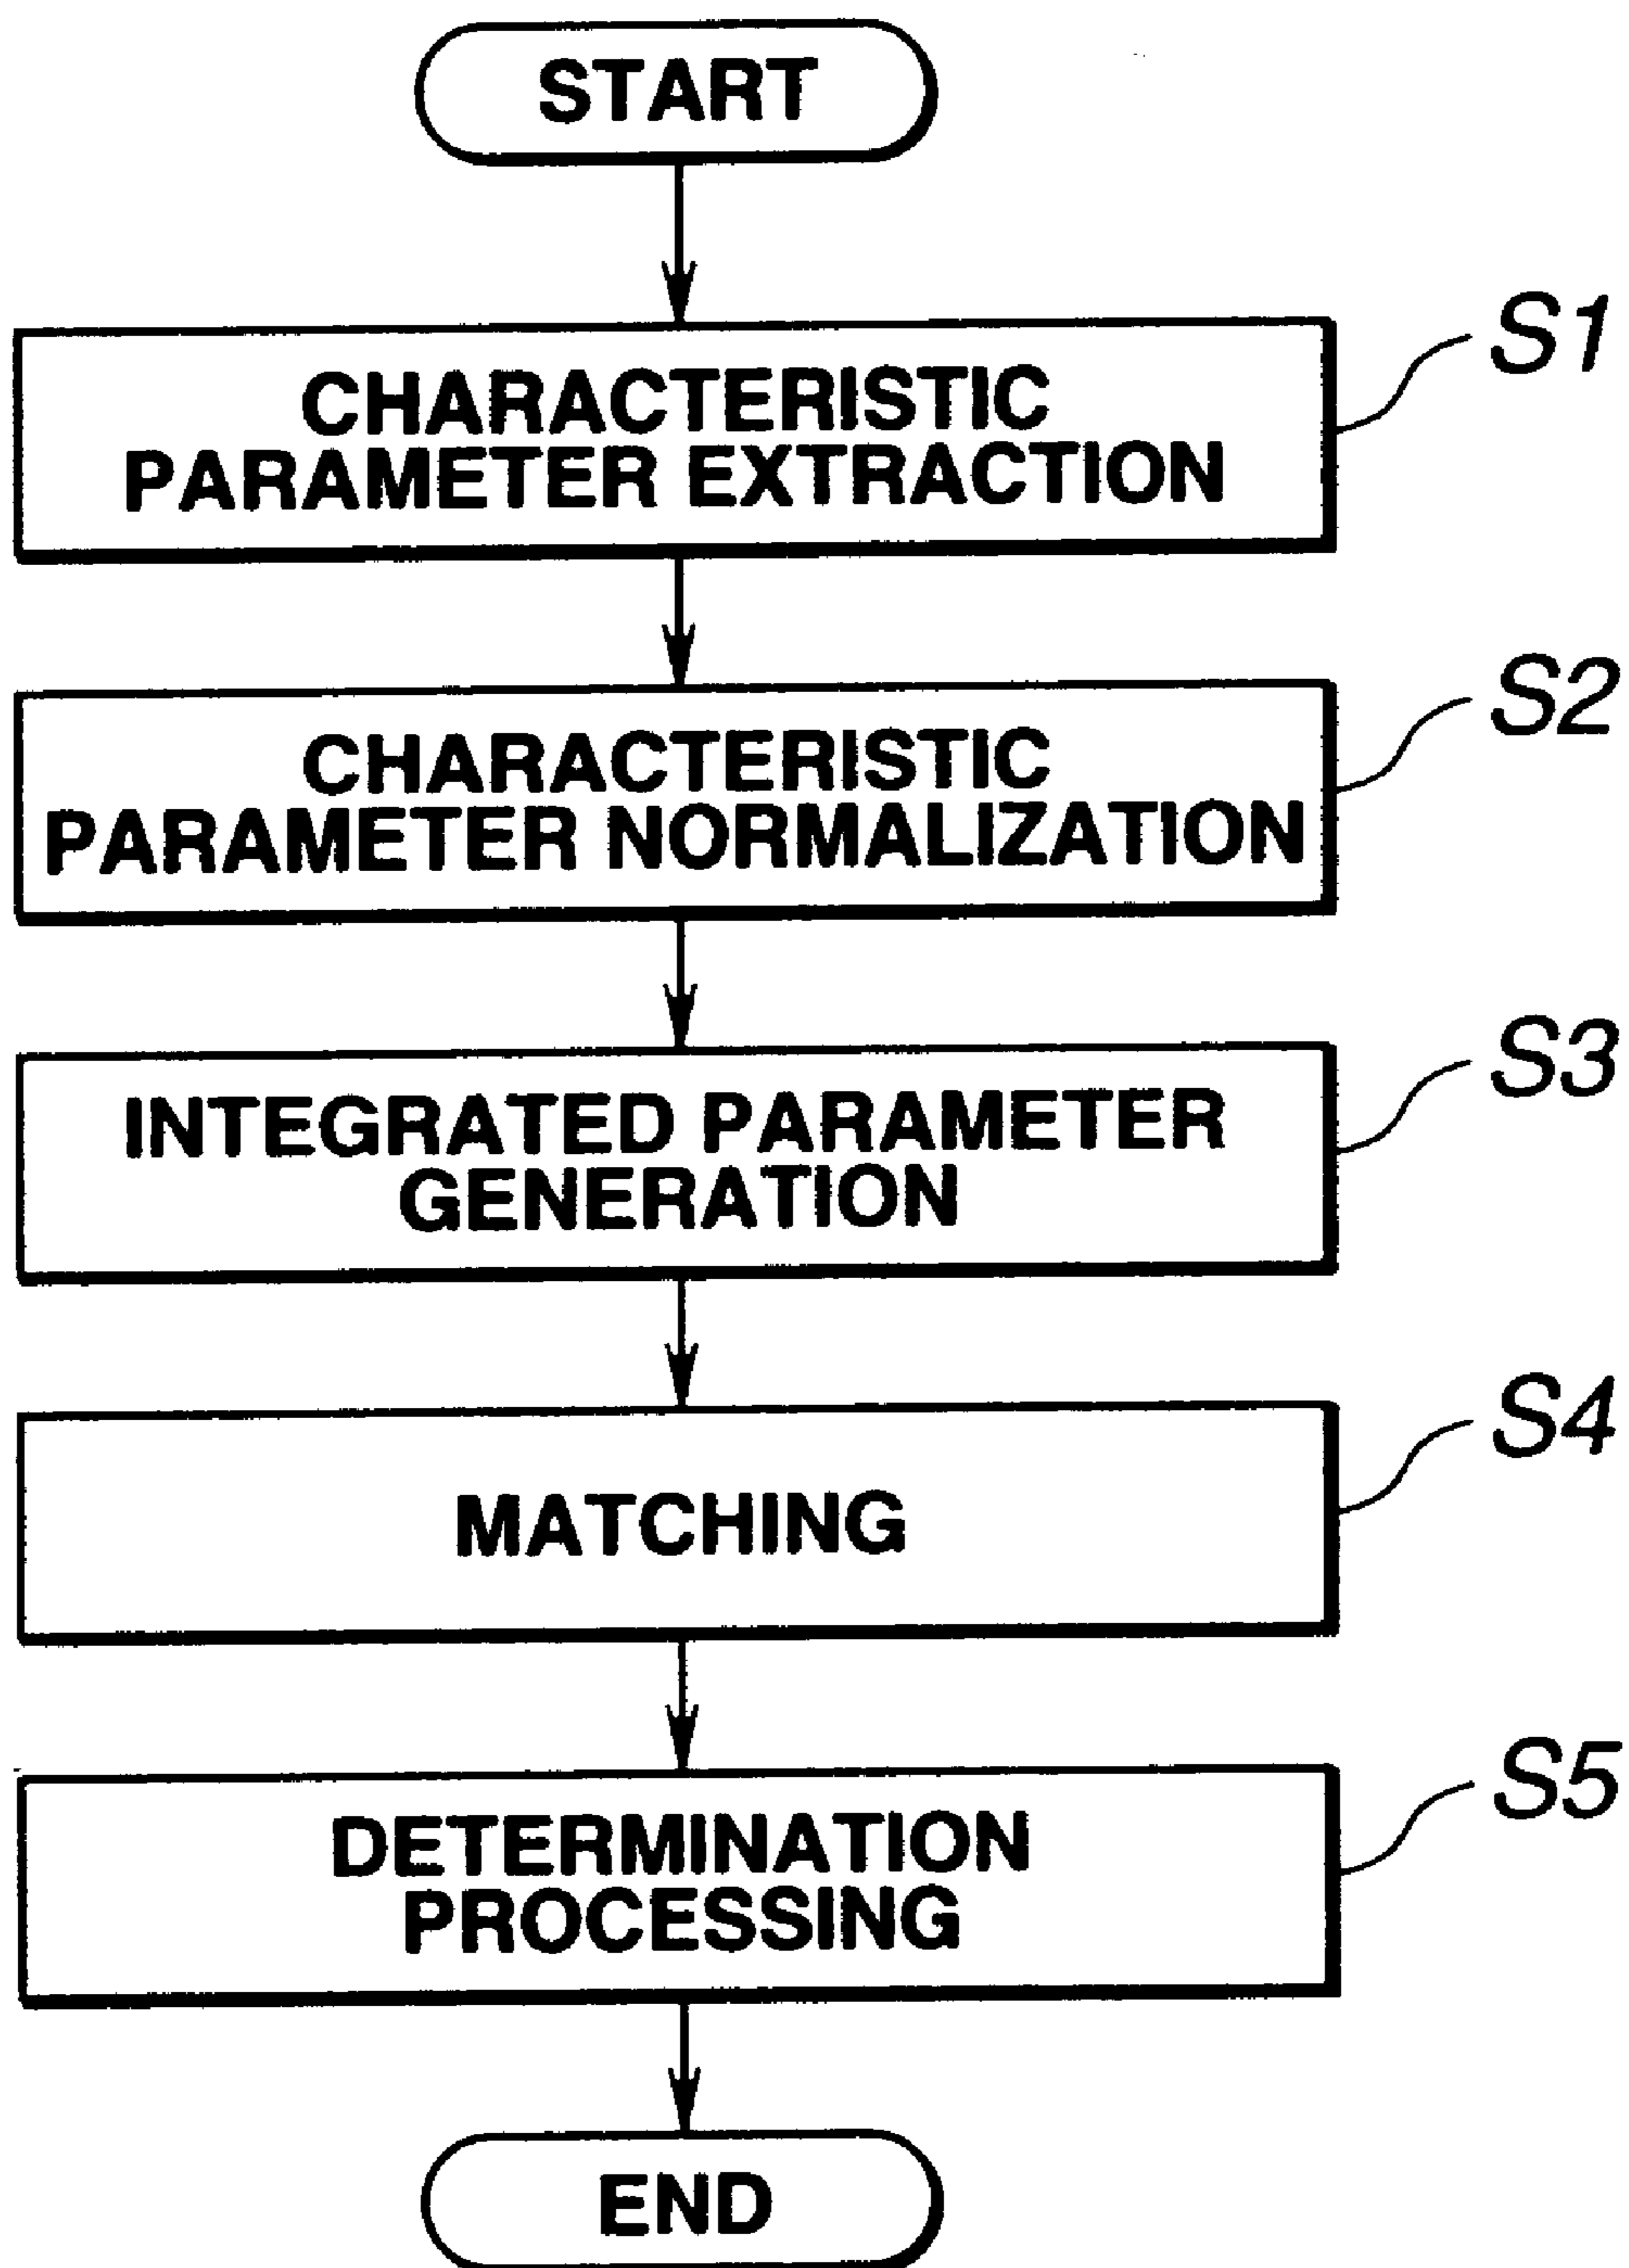 START
CHARACTERISTIC
PARAMETER EXTRACTION
S1
CHARACTERISTIC
PARAMETER NORMALIZATION
S2
INTEGRATED PARAMETER
GENERATION
S3
MATCHING
S4
DETERMINATION
PROCESSING
S5
END